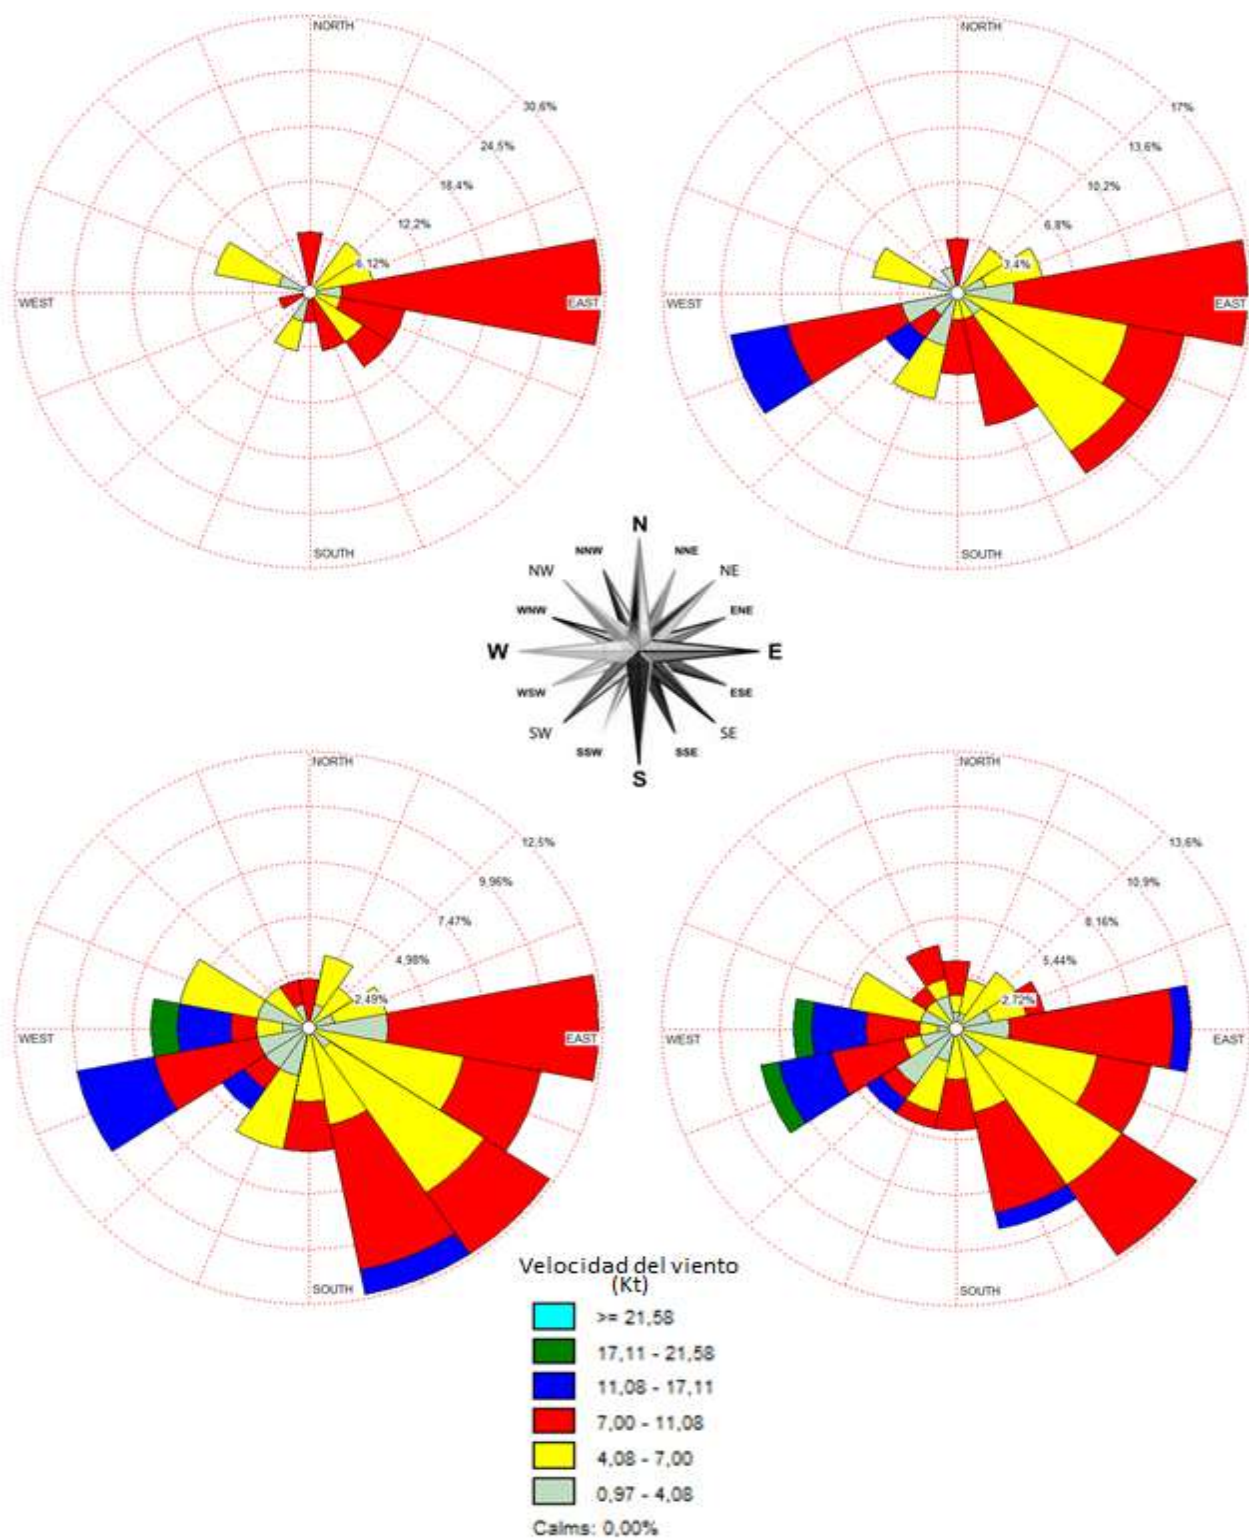 NORTH
30,6%
24,5%
18,4%
12,2%
6,12%
WEST
EAST
SOUTH
NORTH
17%
13,6%
10,2%
6,8%
3,4%
WEST
EAST
SOUTH
N
NNW
NNE
NW
NE
WNW
ENE
W
E
WSW
ESE
SW
SE
SSW
SSE
S
NORTH
12,5%
9,96%
7,47%
4,98%
2,49%
WEST
EAST
SOUTH
NORTH
13,6%
10,9%
8,16%
5,44%
2,72%
WEST
EAST
SOUTH
Velocidad del viento
(Kt)
>= 21,58
17,11 - 21,58
11,08 - 17,11
7,00 - 11,08
4,08 - 7,00
0,97 - 4,08
Calms: 0,00%